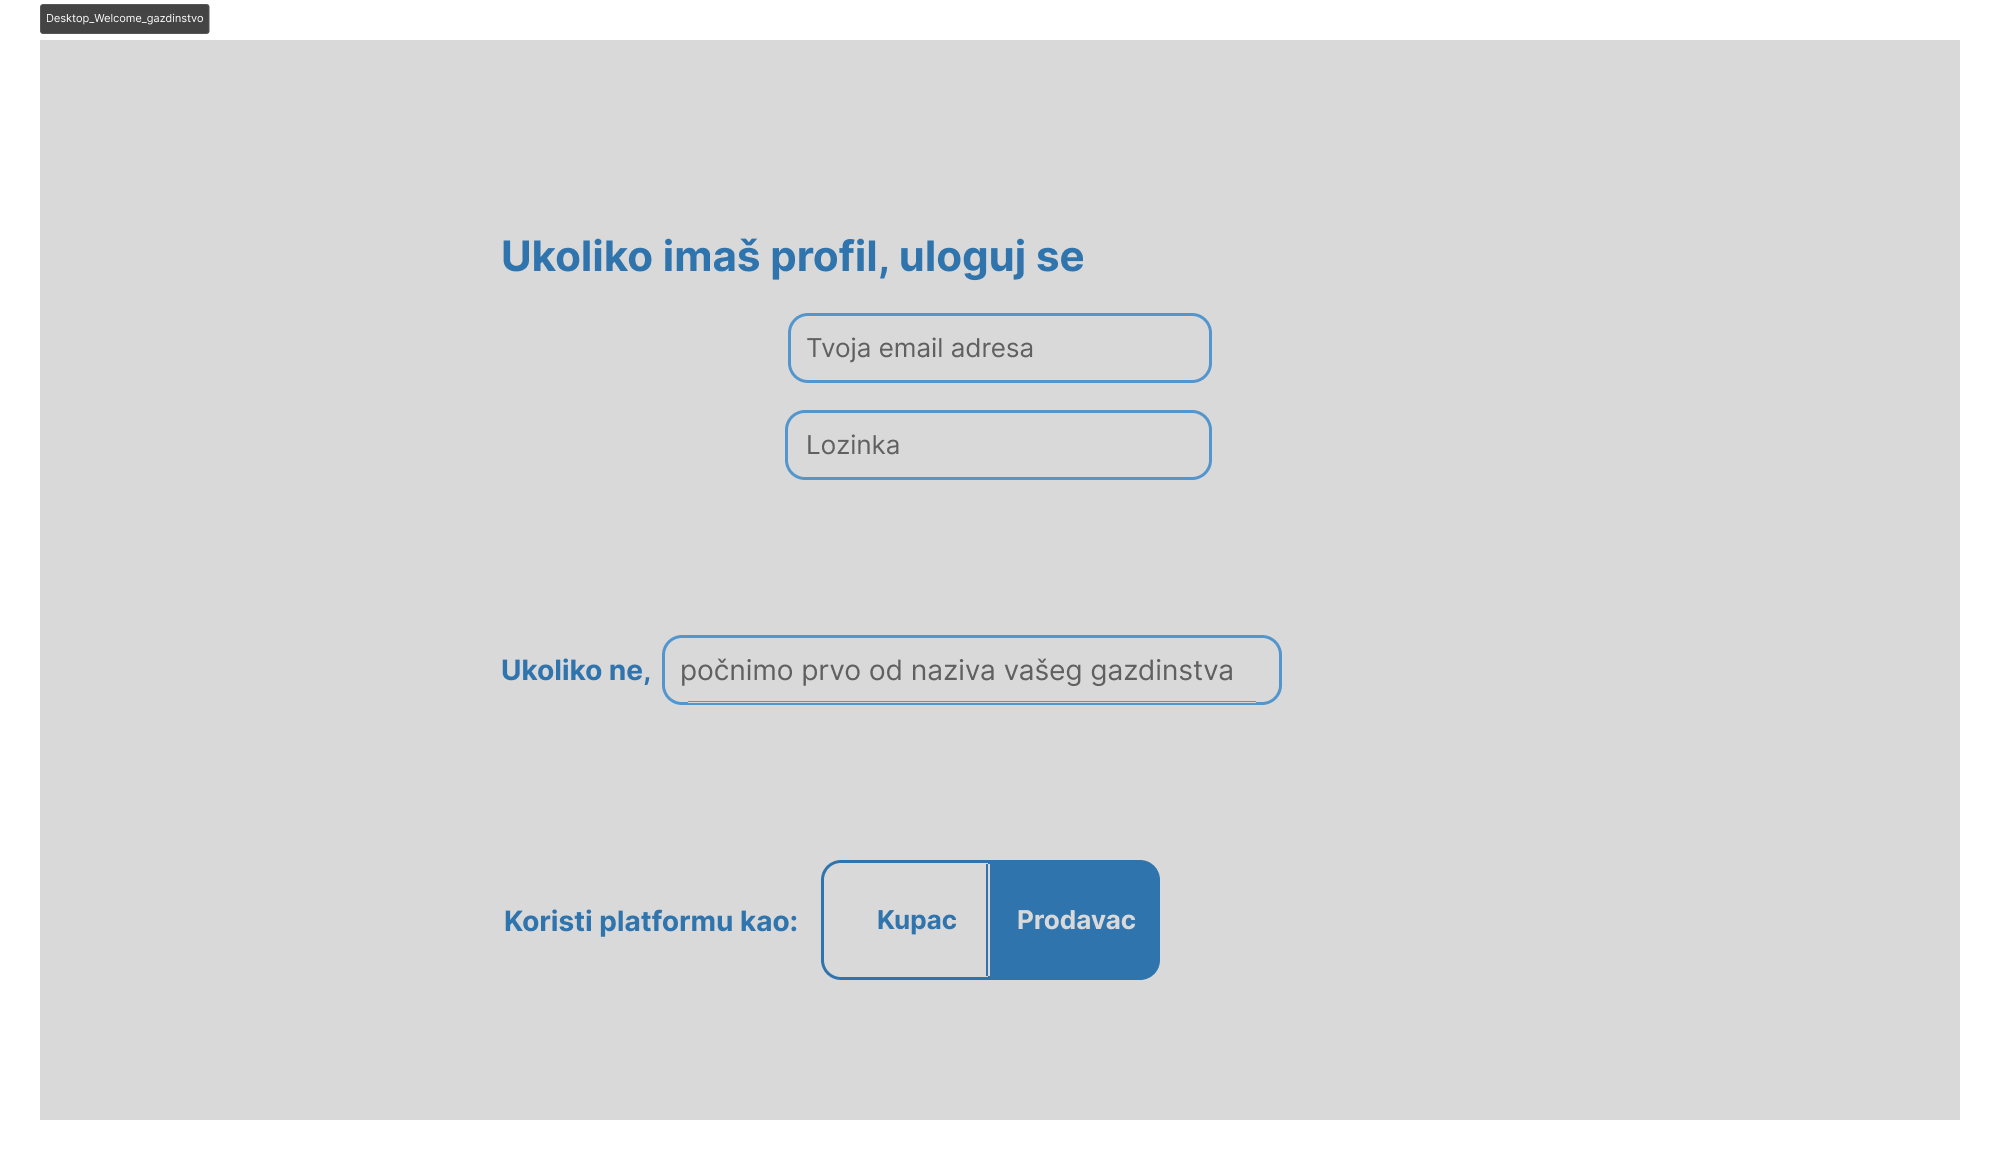 Desktop_Welcome_gazdinstvo
Ukoliko imaš profil, uloguj se
Tvoja email adresa
Lozinka
Ukoliko ne, počnimo prvo od naziva vašeg gazdinstva
Koristi platformu kao: Kupac Prodavac